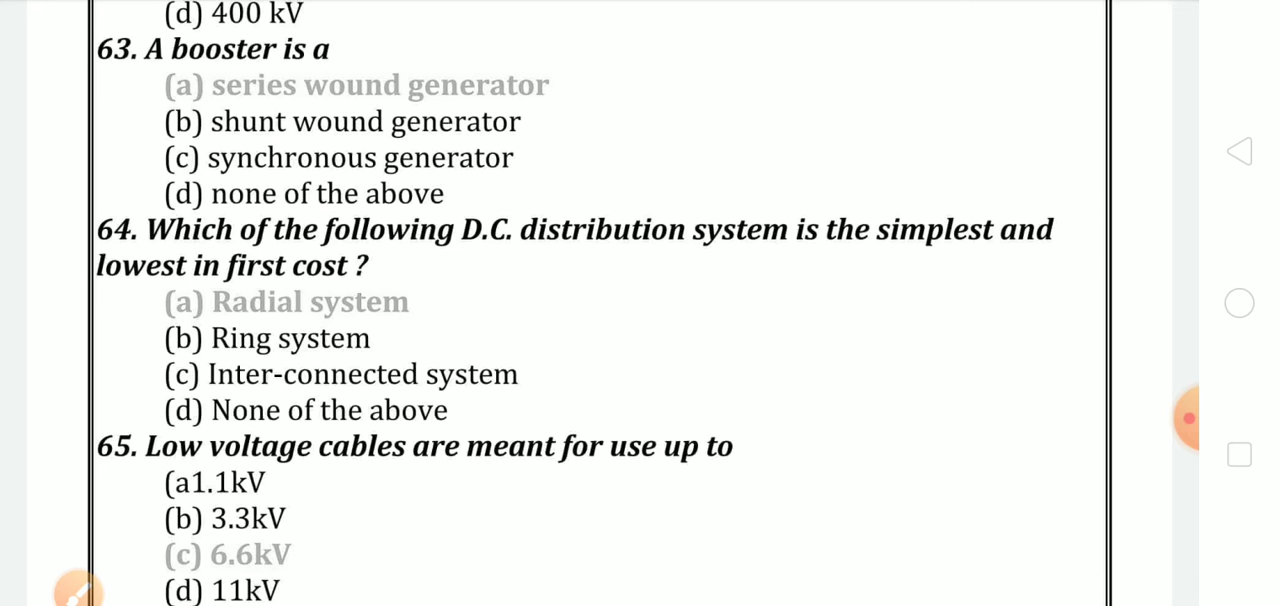 (d) 400 kV
63. A booster is a
(a) series wound generator
(b) shunt wound generator
(c) synchronous generator
(d) none of the above
64. Which of the following D.C. distribution system is the simplest and
lowest in first cost ?
(a) Radial system
(b) Ring system
(c) Inter-connected system
(d) None of the above
65. Low voltage cables are meant for use up to
(a1.1kV
(b) 3.3kV
(c) 6.6kV
(d) 11kV